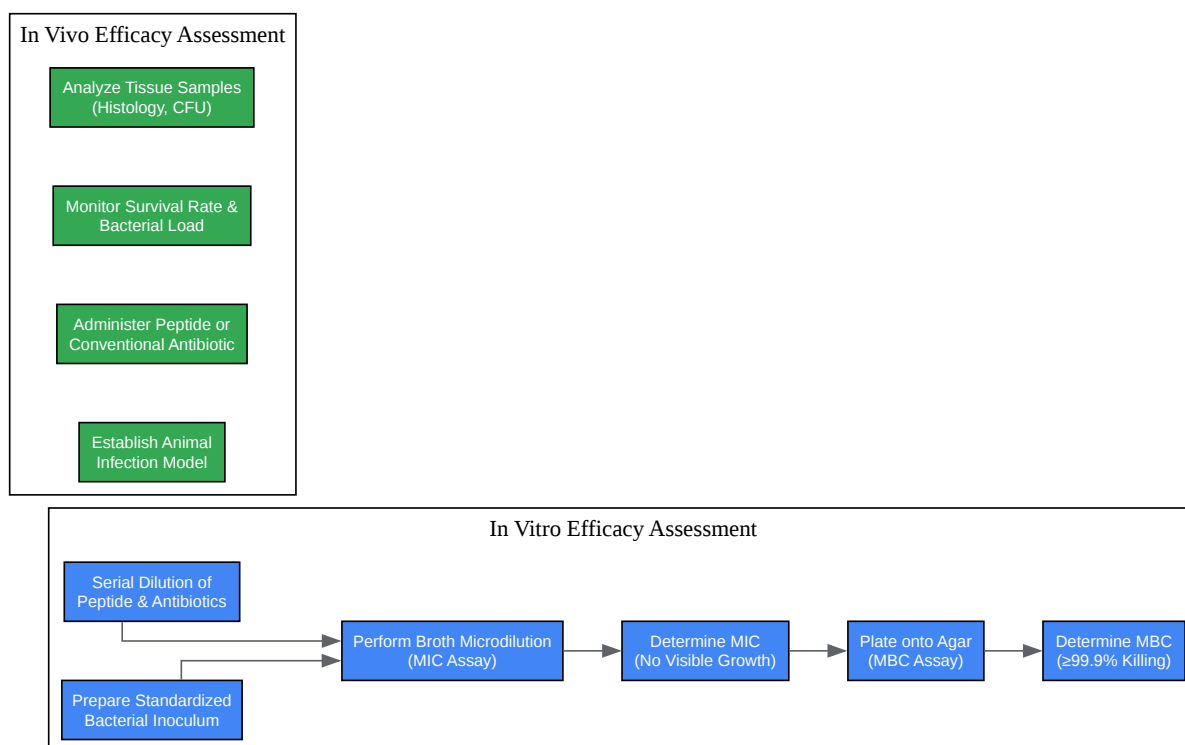 In Vivo Efficacy Assessment
Analyze Tissue Samples
(Histology, CFU)
Monitor Survival Rate &
Bacterial Load
Administer Peptide or
Conventional Antibiotic
Establish Animal
Infection Model
In Vitro Efficacy Assessment
Serial Dilution of
Peptide & Antibiotics
Prepare Standardized
Bacterial Inoculum
Perform Broth Microdilution
(MIC Assay)
Determine MIC
(No Visible Growth)
Plate onto Agar
(MBC Assay)
Determine MBC
(≥99.9% Killing)